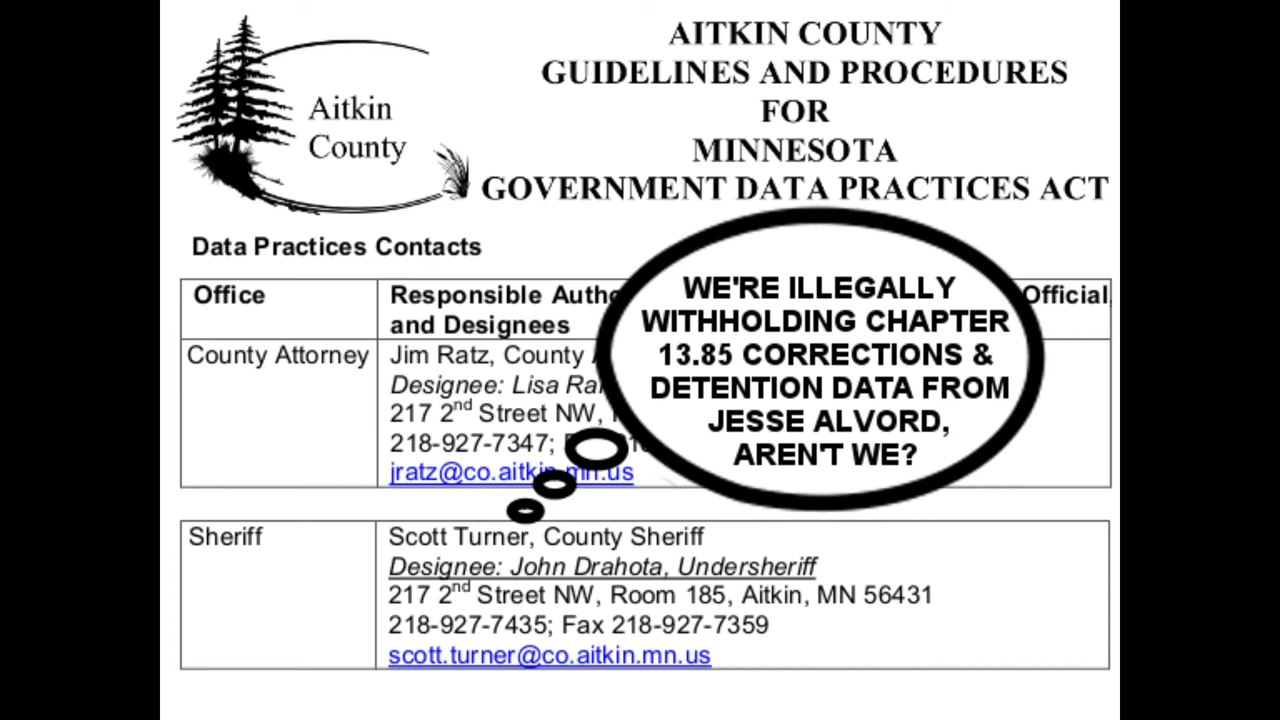 AITKIN COUNTY
GUIDELINES AND PROCEDURES
FOR
MINNESOTA
GOVERNMENT DATA PRACTICES ACT
Aitkin
County
Data Practices Contacts
Office
Responsible
and Designees
Official,
County Attorney
Jim Ratz, County
Designee: Lisa
217 2nd Street NW,
218-927-7347;
jratz@co.aitkin.mn.us
WE'RE ILLEGALLY
WITHHOLDING CHAPTER
13.85 CORRECTIONS &
DETENTION DATA FROM
JESSE ALVORD,
AREN'T WE?
Sheriff
Scott Turner, County Sheriff
Designee: John Drahota, Undersheriff
217 2nd Street NW, Room 185, Aitkin, MN 56431
218-927-7435; Fax 218-927-7359
scott.turner@co.aitkin.mn.us